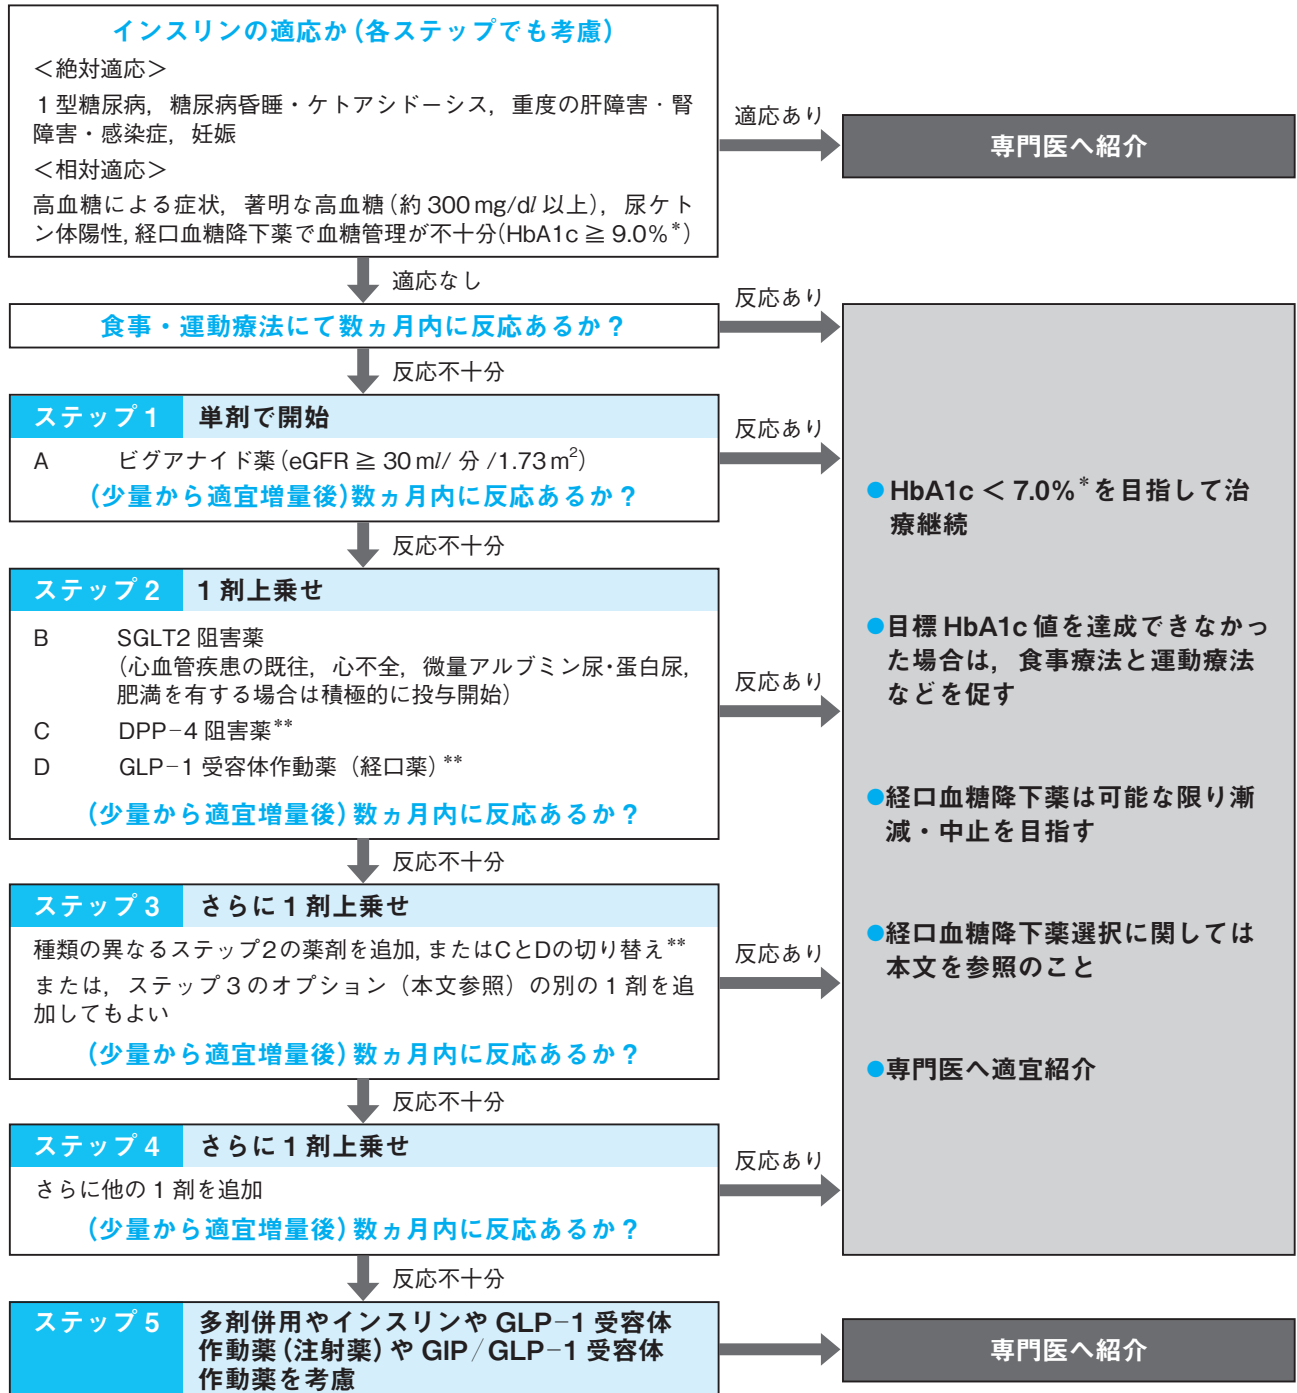 インスリンの適応か(各ステップでも考慮)
＜絶対適応＞
1型糖尿病，糖尿病昏睡・ケトアシドーシス，重度の肝障害・腎
障害・感染症，妊娠
＜相対適応＞
高血糖による症状，著明な高血糖(約300mg/dl以上)，尿ケト
ン体陽性，経口血糖降下薬で血糖管理が不十分(HbA1c≧9.0%*)
適応あり
専門医へ紹介
適応なし
食事・運動療法にて数ヵ月内に反応あるか？
反応あり
反応不十分
ステップ1 単剤で開始
A ビグアナイド薬(eGFR≧30ml/分/1.73m²)
(少量から適宜増量後)数ヵ月内に反応あるか？
反応あり
反応不十分
ステップ2 1剤上乗せ
B SGLT2阻害薬
(心血管疾患の既往，心不全，微量アルブミン尿・蛋白尿，
肥満を有する場合は積極的に投与開始)
C DPP-4阻害薬**
D GLP-1受容体作動薬（経口薬）**
(少量から適宜増量後)数ヵ月内に反応あるか？
反応あり
反応不十分
ステップ3 さらに1剤上乗せ
種類の異なるステップ2の薬剤を追加，またはCとDの切り替え**
または，ステップ3のオプション（本文参照）の別の1剤を追
加してもよい
(少量から適宜増量後)数ヵ月内に反応あるか？
反応あり
反応不十分
ステップ4 さらに1剤上乗せ
さらに他の1剤を追加
(少量から適宜増量後)数ヵ月内に反応あるか？
反応あり
反応不十分
●HbA1c＜7.0%*を目指して治
療継続
●目標HbA1c値を達成できなかっ
た場合は，食事療法と運動療法
などを促す
●経口血糖降下薬は可能な限り漸
減・中止を目指す
●経口血糖降下薬選択に関しては
本文を参照のこと
●専門医へ適宜紹介
ステップ5 多剤併用やインスリンやGLP-1受容体
作動薬(注射薬)やGIP/GLP-1受容体
作動薬を考慮
専門医へ紹介